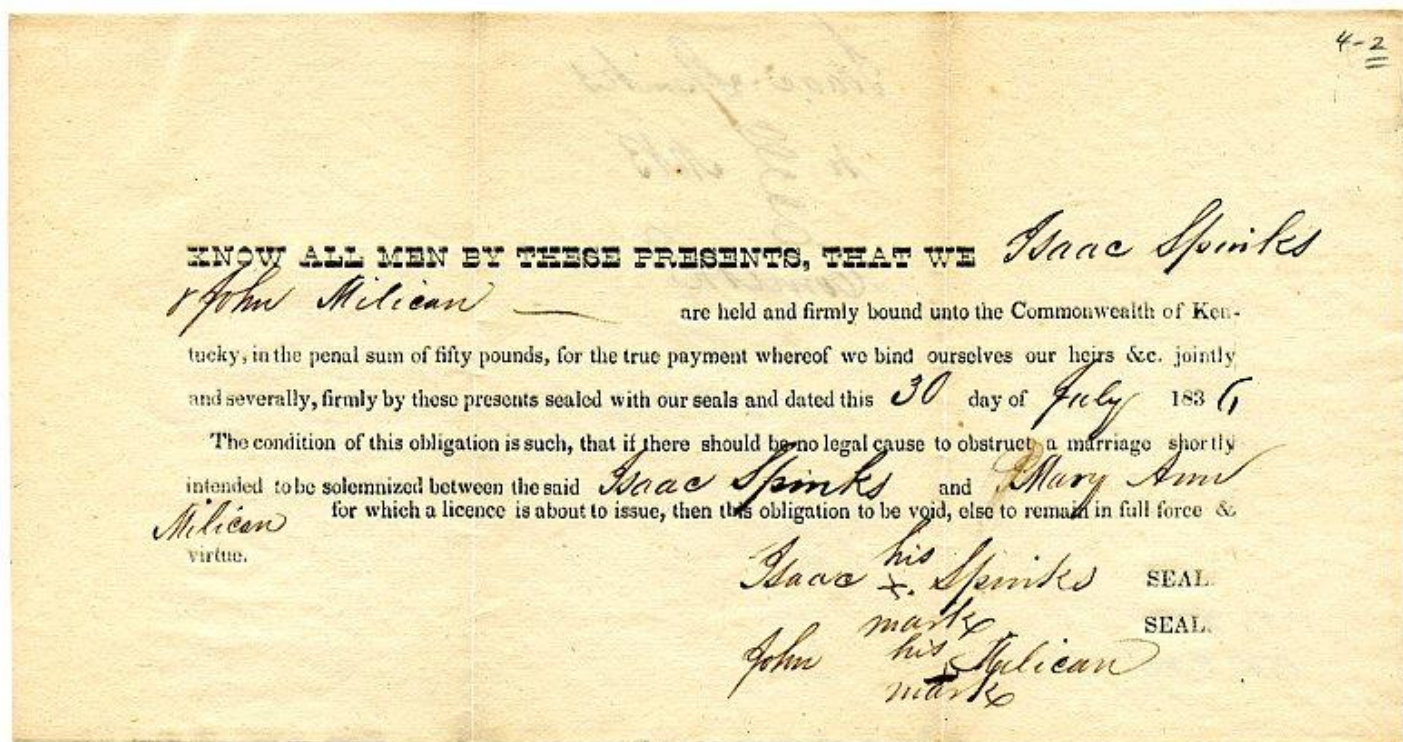 4-2
KNOW ALL MEN BY THESE PRESENTS, THAT WE Isaac Spinks
& John Milican — are held and firmly bound unto the Commonwealth of Ken-
tucky, in the penal sum of fifty pounds, for the true payment whereof we bind ourselves our heirs &c. jointly
and severally, firmly by these presents sealed with our seals and dated this 30 day of July 1836
The condition of this obligation is such, that if there should be no legal cause to obstruct a marriage shortly
intended to be solemnized between the said Isaac Spinks and Mary Ann
Milican for which a licence is about to issue, then this obligation to be void, else to remain in full force &
virtue.
his
Isaac x. Spinks SEAL.
mark SEAL.
his
John x Milican
mark